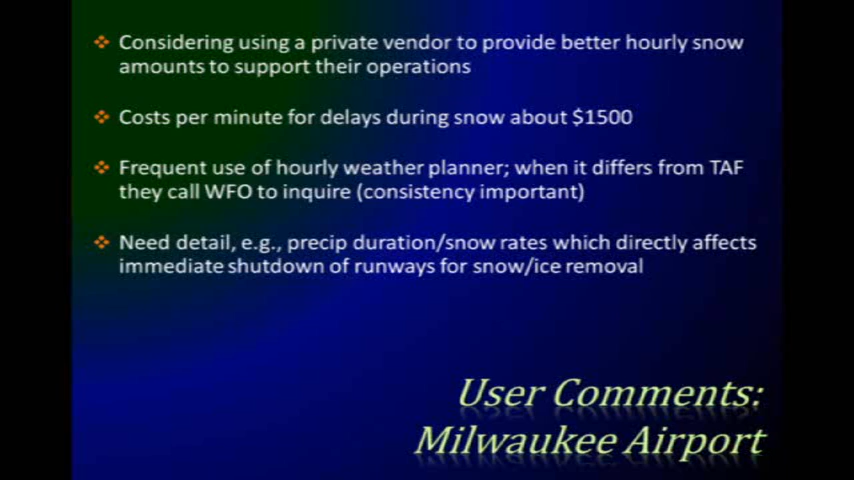 Considering using a private vendor to provide better hourly snow
amounts to support their operations
Costs per minute for delays during snow about $1500
Frequent use of hourly weather planner; when it differs from TAF
they call WFO to inquire (consistency important)
Need detail, e.g., precip duration/snow rates which directly affects
immediate shutdown of runways for snow/ice removal
User Comments:
Milwaukee Airport